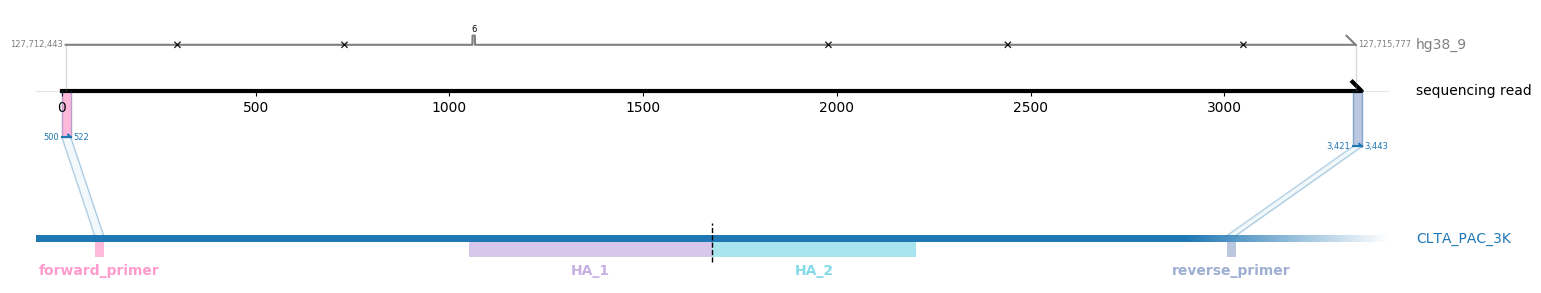 6
127,712,443 127,715,777 hg38_9
sequencing read
0 500 1000 1500 2000 2500 3000
500 522
3,421 3,443
CLTA_PAC_3K
forward_primer HA_1 HA_2 reverse_primer